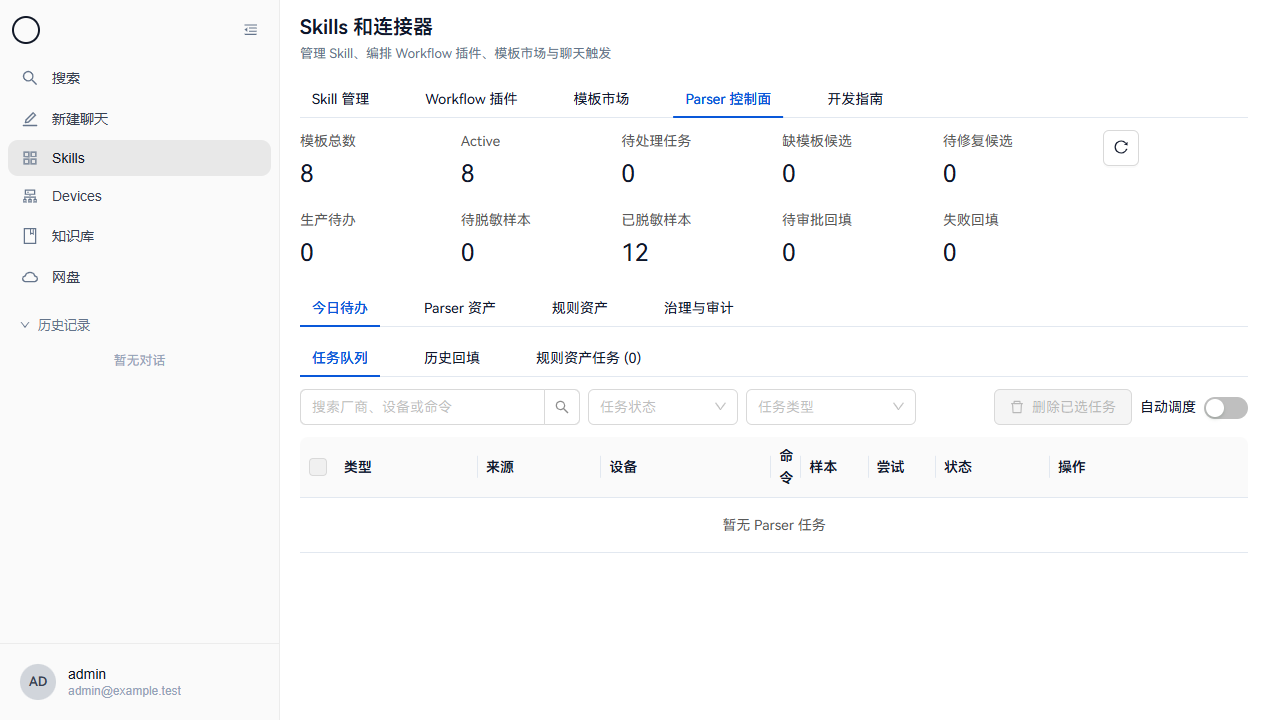 搜索
新建聊天
Skills
Devices
知识库
网盘
历史记录
暂无对话
AD
admin
admin@example.test
Skills 和连接器
管理 Skill、编排 Workflow 插件、模板市场与聊天触发
Skill 管理 Workflow 插件 模板市场 Parser 控制面 开发指南
模板总数 Active 待处理任务 缺模板候选 待修复候选
8 8 0 0 0
生产待办 待脱敏样本 已脱敏样本 待审批回填 失败回填
0 0 12 0 0
今日待办 Parser 资产 规则资产 治理与审计
任务队列 历史回填 规则资产任务 (0)
搜索厂商、设备或命令 任务状态 任务类型 删除已选任务 自动调度
类型 来源 设备 命令 样本 尝试 状态 操作
暂无 Parser 任务